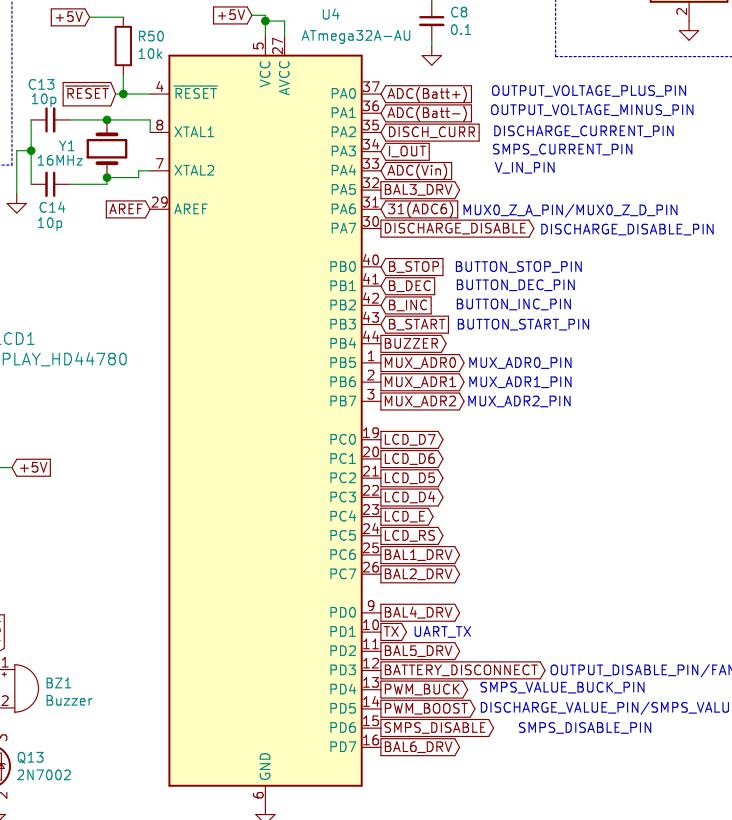 +5V
R50
10k
C13
10p
RESET
Y1
16MHz
C14
10p
AREF
+5V
U4
ATmega32A-AU
C8
0.1
2
5
27
VCC
AVCC
4 RESET
8 XTAL1
7 XTAL2
29 AREF
PA0 37 ADC(Batt+) OUTPUT_VOLTAGE_PLUS_PIN
PA1 36 ADC(Batt-) OUTPUT_VOLTAGE_MINUS_PIN
PA2 35 DISCH_CURR DISCHARGE_CURRENT_PIN
PA3 34 I_OUT SMPS_CURRENT_PIN
PA4 33 ADC(Vin) V_IN_PIN
PA5 32 BAL3_DRV
PA6 31 31(ADC6) MUX0_Z_A_PIN/MUX0_Z_D_PIN
PA7 30 DISCHARGE_DISABLE DISCHARGE_DISABLE_PIN
PB0 40 B_STOP BUTTON_STOP_PIN
PB1 41 B_DEC BUTTON_DEC_PIN
PB2 42 B_INC BUTTON_INC_PIN
PB3 43 B_START BUTTON_START_PIN
PB4 44 BUZZER
PB5 1 MUX_ADR0 MUX_ADR0_PIN
PB6 2 MUX_ADR1 MUX_ADR1_PIN
PB7 3 MUX_ADR2 MUX_ADR2_PIN
PC0 19 LCD_D7
PC1 20 LCD_D6
PC2 21 LCD_D5
PC3 22 LCD_D4
PC4 23 LCD_E
PC5 24 LCD_RS
PC6 25 BAL1_DRV
PC7 26 BAL2_DRV
PD0 9 BAL4_DRV
PD1 10 TX UART_TX
PD2 11 BAL5_DRV
PD3 12 BATTERY_DISCONNECT OUTPUT_DISABLE_PIN/FAN
PD4 13 PWM_BUCK SMPS_VALUE_BUCK_PIN
PD5 14 PWM_BOOST DISCHARGE_VALUE_PIN/SMPS_VALU
PD6 15 SMPS_DISABLE SMPS_DISABLE_PIN
PD7 16 BAL6_DRV
GND
6
LCD1
PLAY_HD44780
+5V
1
+
2
BZ1
Buzzer
Q13
2N7002
2